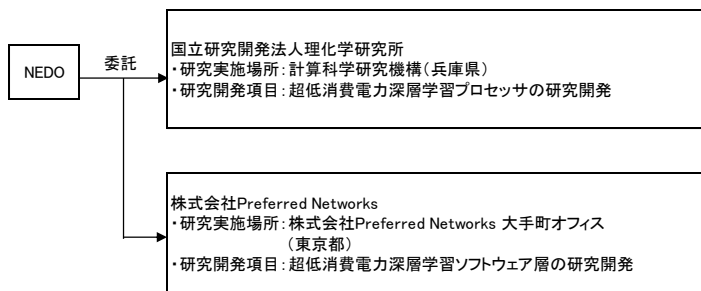 NEDO
委託
国立研究開発法人理化学研究所
・研究実施場所：計算科学研究機構（兵庫県）
・研究開発項目：超低消費電力深層学習プロセッサの研究開発
株式会社Preferred Networks
・研究実施場所：株式会社Preferred Networks 大手町オフィス
（東京都）
・研究開発項目：超低消費電力深層学習ソフトウェア層の研究開発